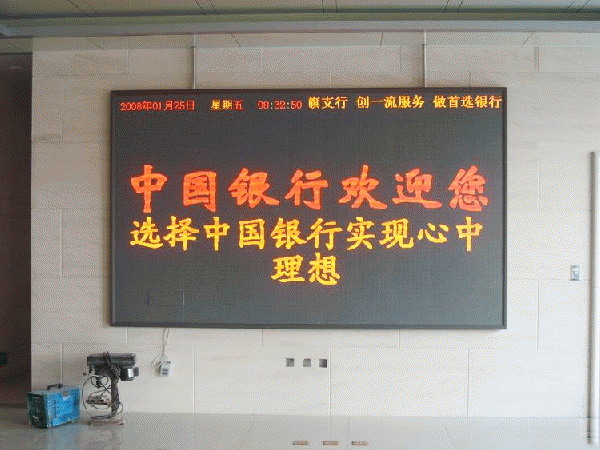 2008年01月25日 星期五 08:32:50 旗支行 创一流服务 做首选银行
中国银行欢迎您
选择中国银行实现心中
理想